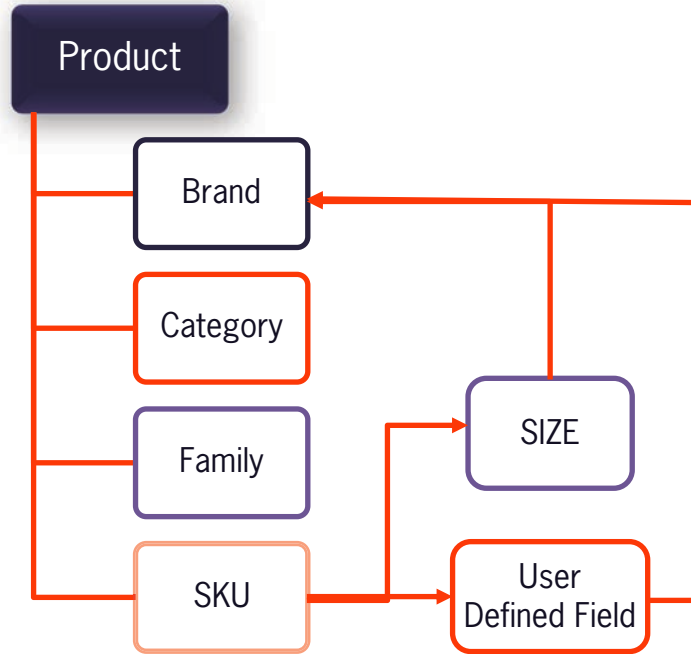 Product
Brand
Category
Family
SIZE
SKU
User
Defined Field